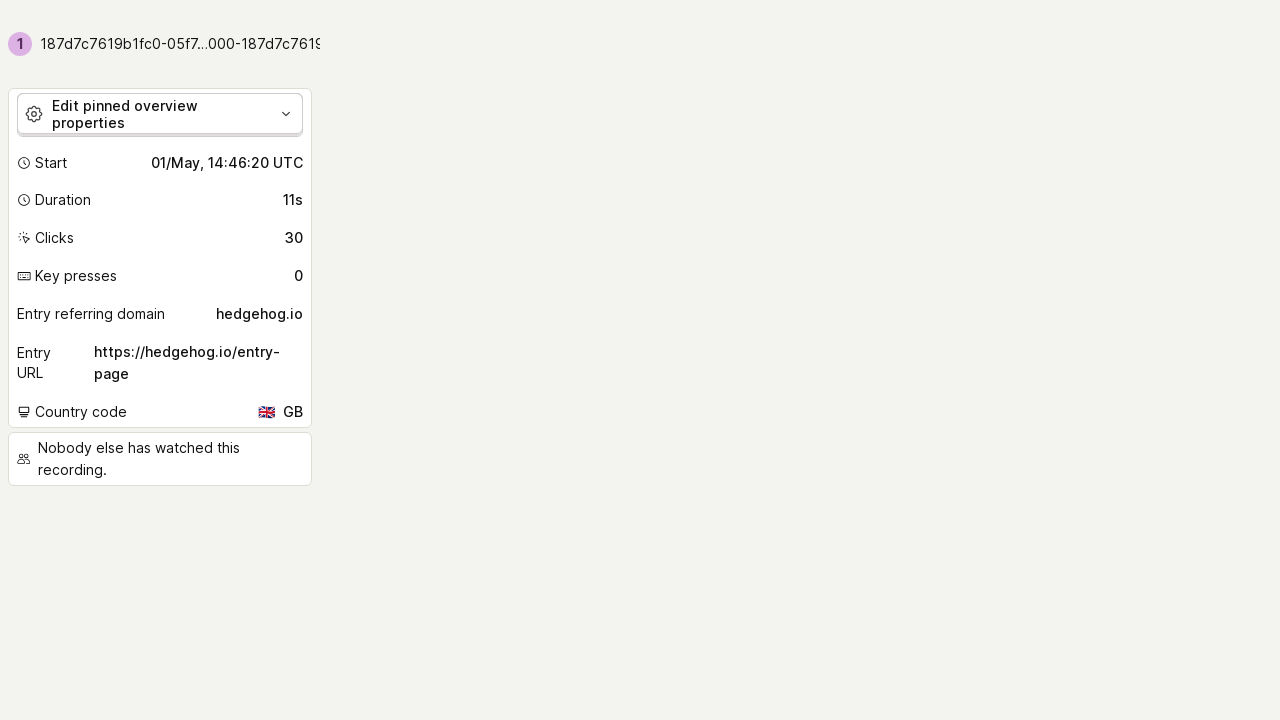 1 187d7c7619b1fc0-05f7...000-187d7c7619
Edit pinned overview
properties
Start 01/May, 14:46:20 UTC
Duration 11s
Clicks 30
Key presses 0
Entry referring domain hedgehog.io
Entry URL https://hedgehog.io/entry-
page
Country code 🇬🇧 GB
Nobody else has watched this
recording.